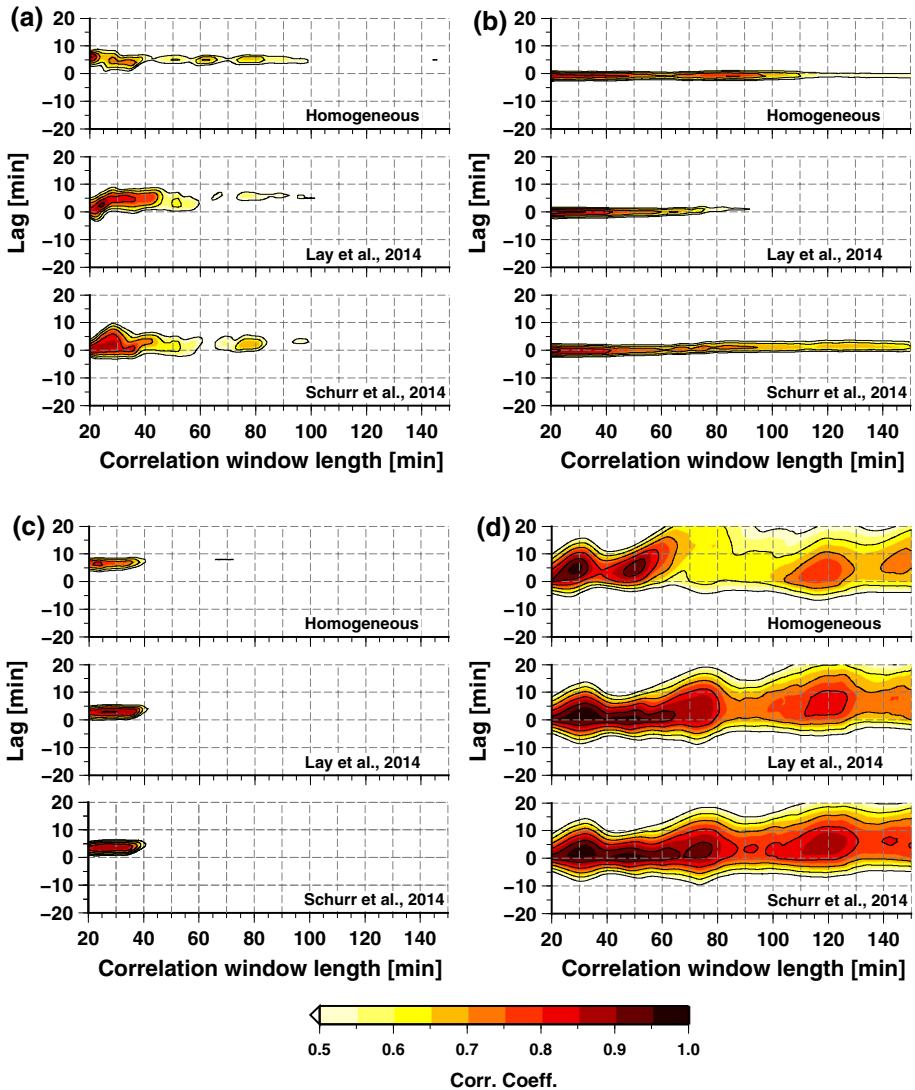 (a)
20
10
0
−10
−20
Homogeneous
20
10
0
−10
−20
Lay et al., 2014
20
10
0
−10
−20
Schurr et al., 2014
Lag [min]
20 40 60 80 100 120 140
Correlation window length [min]
(b)
20
10
0
−10
−20
Homogeneous
20
10
0
−10
−20
Lay et al., 2014
20
10
0
−10
−20
Schurr et al., 2014
Lag [min]
20 40 60 80 100 120 140
Correlation window length [min]
(c)
20
10
0
−10
−20
Homogeneous
20
10
0
−10
−20
Lay et al., 2014
20
10
0
−10
−20
Schurr et al., 2014
Lag [min]
20 40 60 80 100 120 140
Correlation window length [min]
(d)
20
10
0
−10
−20
Homogeneous
20
10
0
−10
−20
Lay et al., 2014
20
10
0
−10
−20
Schurr et al., 2014
Lag [min]
20 40 60 80 100 120 140
Correlation window length [min]
0.5 0.6 0.7 0.8 0.9 1.0
Corr. Coeff.